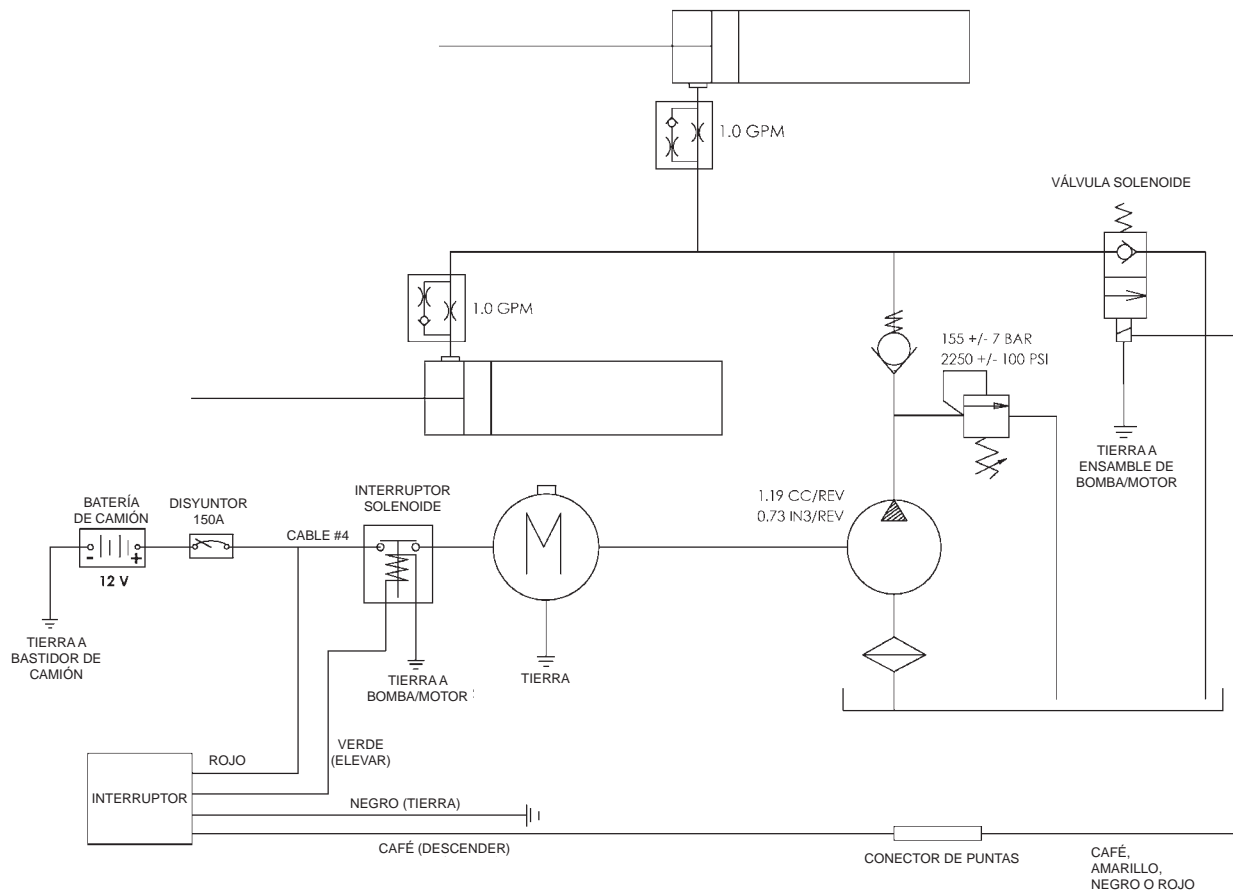 1.0 GPM
VÁLVULA SOLENOIDE
1.0 GPM
155 +/- 7 BAR
2250 +/- 100 PSI
TIERRA A
ENSAMBLE DE
BOMBA/MOTOR
BATERÍA
DE CAMIÓN
DISYUNTOR
150A
INTERRUPTOR
SOLENOIDE
1.19 CC/REV
0.73 IN3/REV
CABLE #4
M
- +
12 V
TIERRA A
BASTIDOR DE
CAMIÓN
TIERRA A
BOMBA/MOTOR
TIERRA
ROJO
VERDE
(ELEVAR)
INTERRUPTOR
NEGRO (TIERRA)
CAFÉ (DESCENDER)
CONECTOR DE PUNTAS
CAFÉ,
AMARILLO,
NEGRO O ROJO